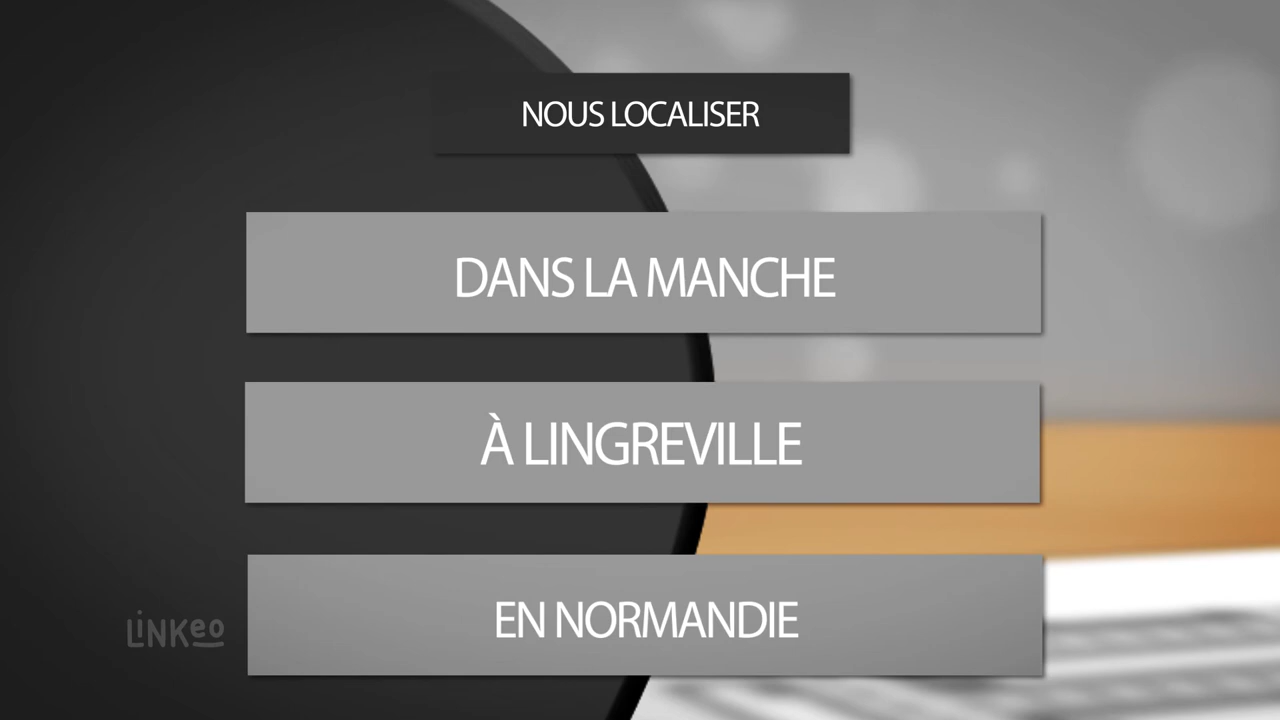 NOUS LOCALISER
DANS LA MANCHE
À LINGREVILLE
EN NORMANDIE
LiNKeo